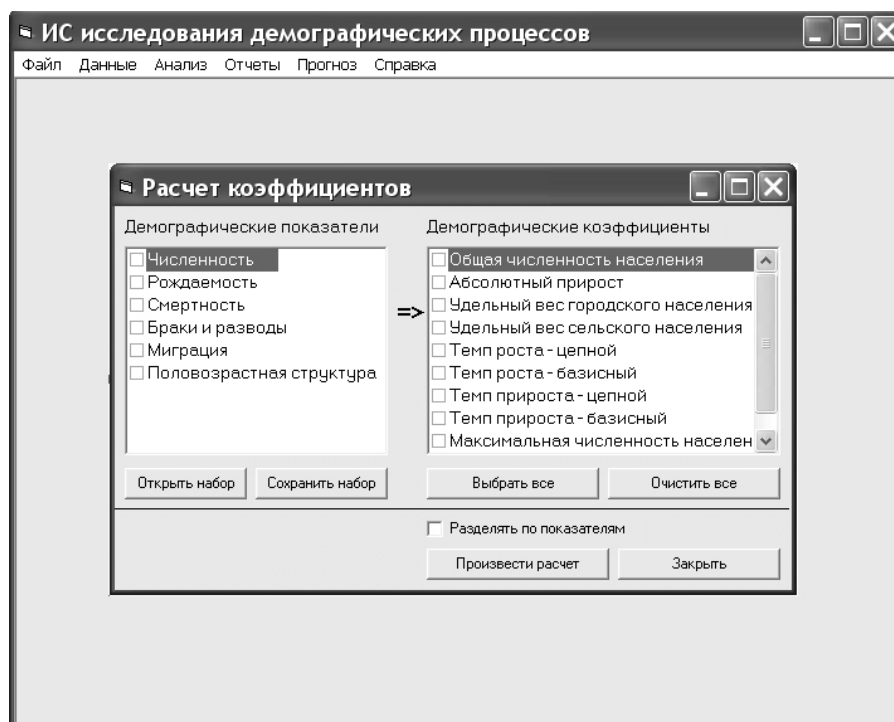 ИС исследования демографических процессов
Файл Данные Анализ Отчеты Прогноз Справка
Расчет коэффициентов
Демографические показатели
Численность
Рождаемость
Смертность
Браки и разводы
Миграция
Половозрастная структура
=>
Демографические коэффициенты
Общая численность населения
Абсолютный прирост
Удельный вес городского населения
Удельный вес сельского населения
Темп роста - цепной
Темп роста - базисный
Темп прироста - цепной
Темп прироста - базисный
Максимальная численность населен
Открыть набор Сохранить набор Выбрать все Очистить все
Разделять по показателям
Произвести расчет Закрыть